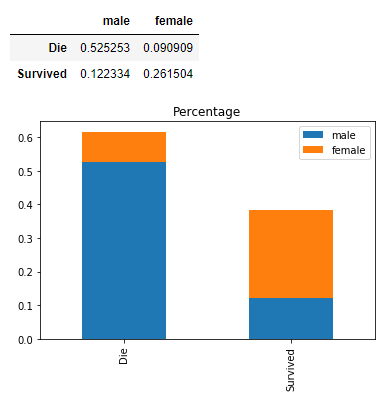 male female
Die 0.525253 0.090909
Survived 0.122334 0.261504
Percentage
male
female
0.6
0.5
0.4
0.3
0.2
0.1
0.0
Die
Survived